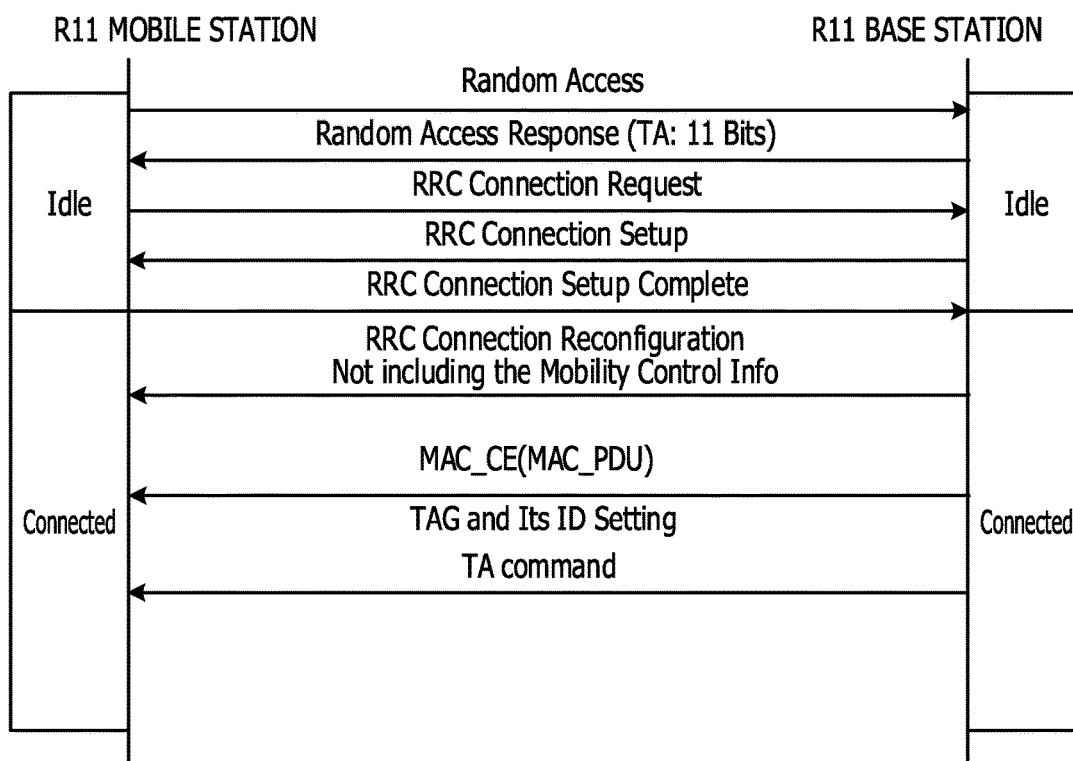 R11 MOBILE STATION
R11 BASE STATION
Random Access
Random Access Response (TA: 11 Bits)
RRC Connection Request
Idle
Idle
RRC Connection Setup
RRC Connection Setup Complete
RRC Connection Reconfiguration
Not including the Mobility Control Info
MAC_CE(MAC_PDU)
Connected
TAG and Its ID Setting
Connected
TA command